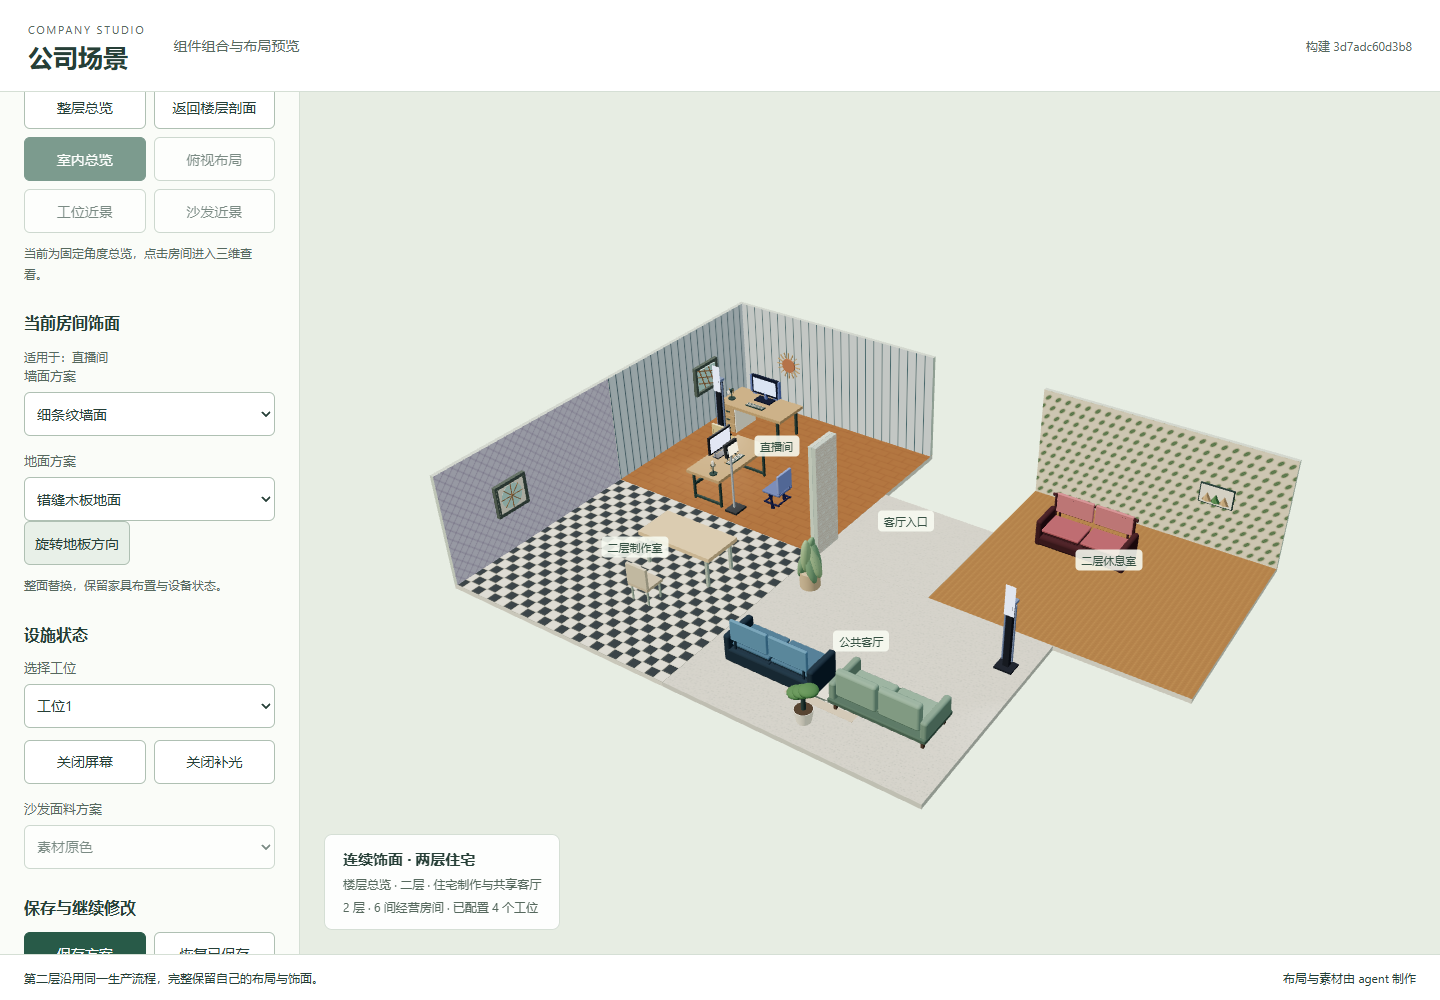 COMPANY STUDIO
公司场景
组件组合与布局预览
构建 3d7adc60d3b8
整层总览
返回楼层剖面
室内总览
俯视布局
工位近景
沙发近景
当前为固定角度总览，点击房间进入三维查
看。
当前房间饰面
适用于：直播间
墙面方案
细条纹墙面
地面方案
错缝木板地面
旋转地板方向
整面替换，保留家具布置与设备状态。
设施状态
选择工位
工位1
关闭屏幕
关闭补光
沙发面料方案
素材原色
保存与继续修改
保存方案
恢复已保存
直播间
客厅入口
二层制作室
二层休息室
公共客厅
连续饰面 · 两层住宅
楼层总览 · 二层 · 住宅制作与共享客厅
2 层 · 6 间经营房间 · 已配置 4 个工位
第二层沿用同一生产流程，完整保留自己的布局与饰面。
布局与素材由 agent 制作